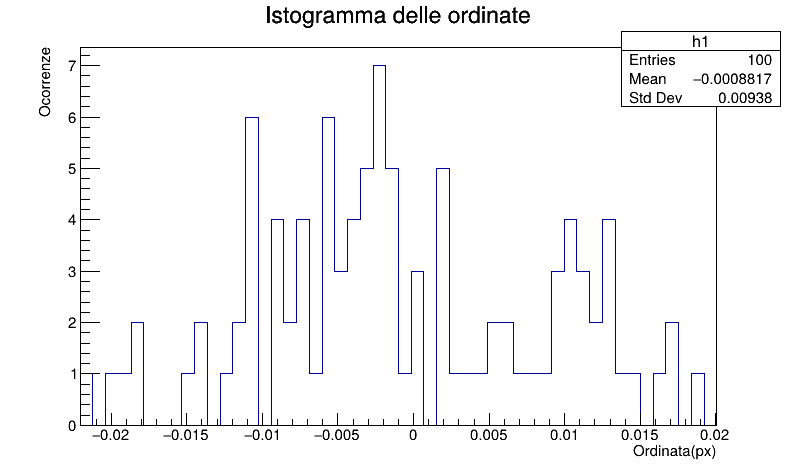 Istogramma delle ordinate
h1
Entries 100
Mean −0.0008817
Std Dev 0.00938
Ocorrenze
7
6
5
4
3
2
1
0
−0.02 −0.015 −0.01 −0.005 0 0.005 0.01 0.015 0.02
Ordinata(px)